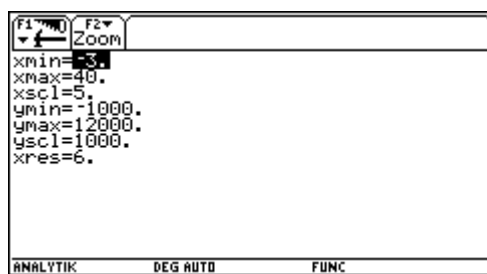 F1 F2
Zoom
xmin=-3.
xmax=40.
xscl=5.
ymin=-1000.
ymax=12000.
yscl=1000.
xres=6.
ANALYTIK DEG AUTO FUNC